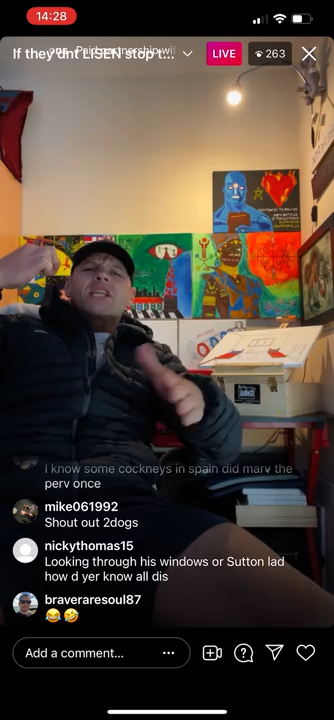 14:28
If they'dnt LISEN stop t...
LIVE
263
I know some cockneys in spain did marv the
perv once
mike061992
Shout out 2dogs
nickythomas15
Looking through his windows or Sutton lad
how d yer know all dis
braveraresoul87
😂🤣
Add a comment...